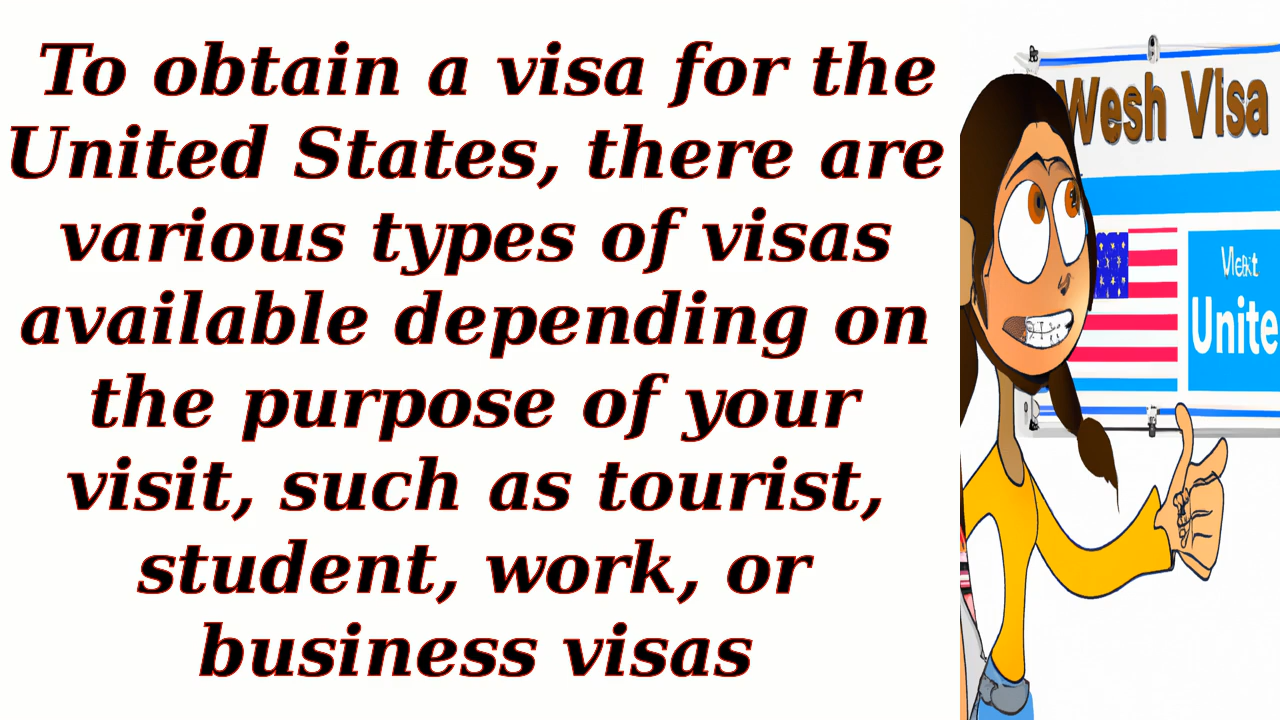 To obtain a visa for the
United States, there are
various types of visas
available depending on
the purpose of your
visit, such as tourist,
student, work, or
business visas
Wesh VIsa
Unite